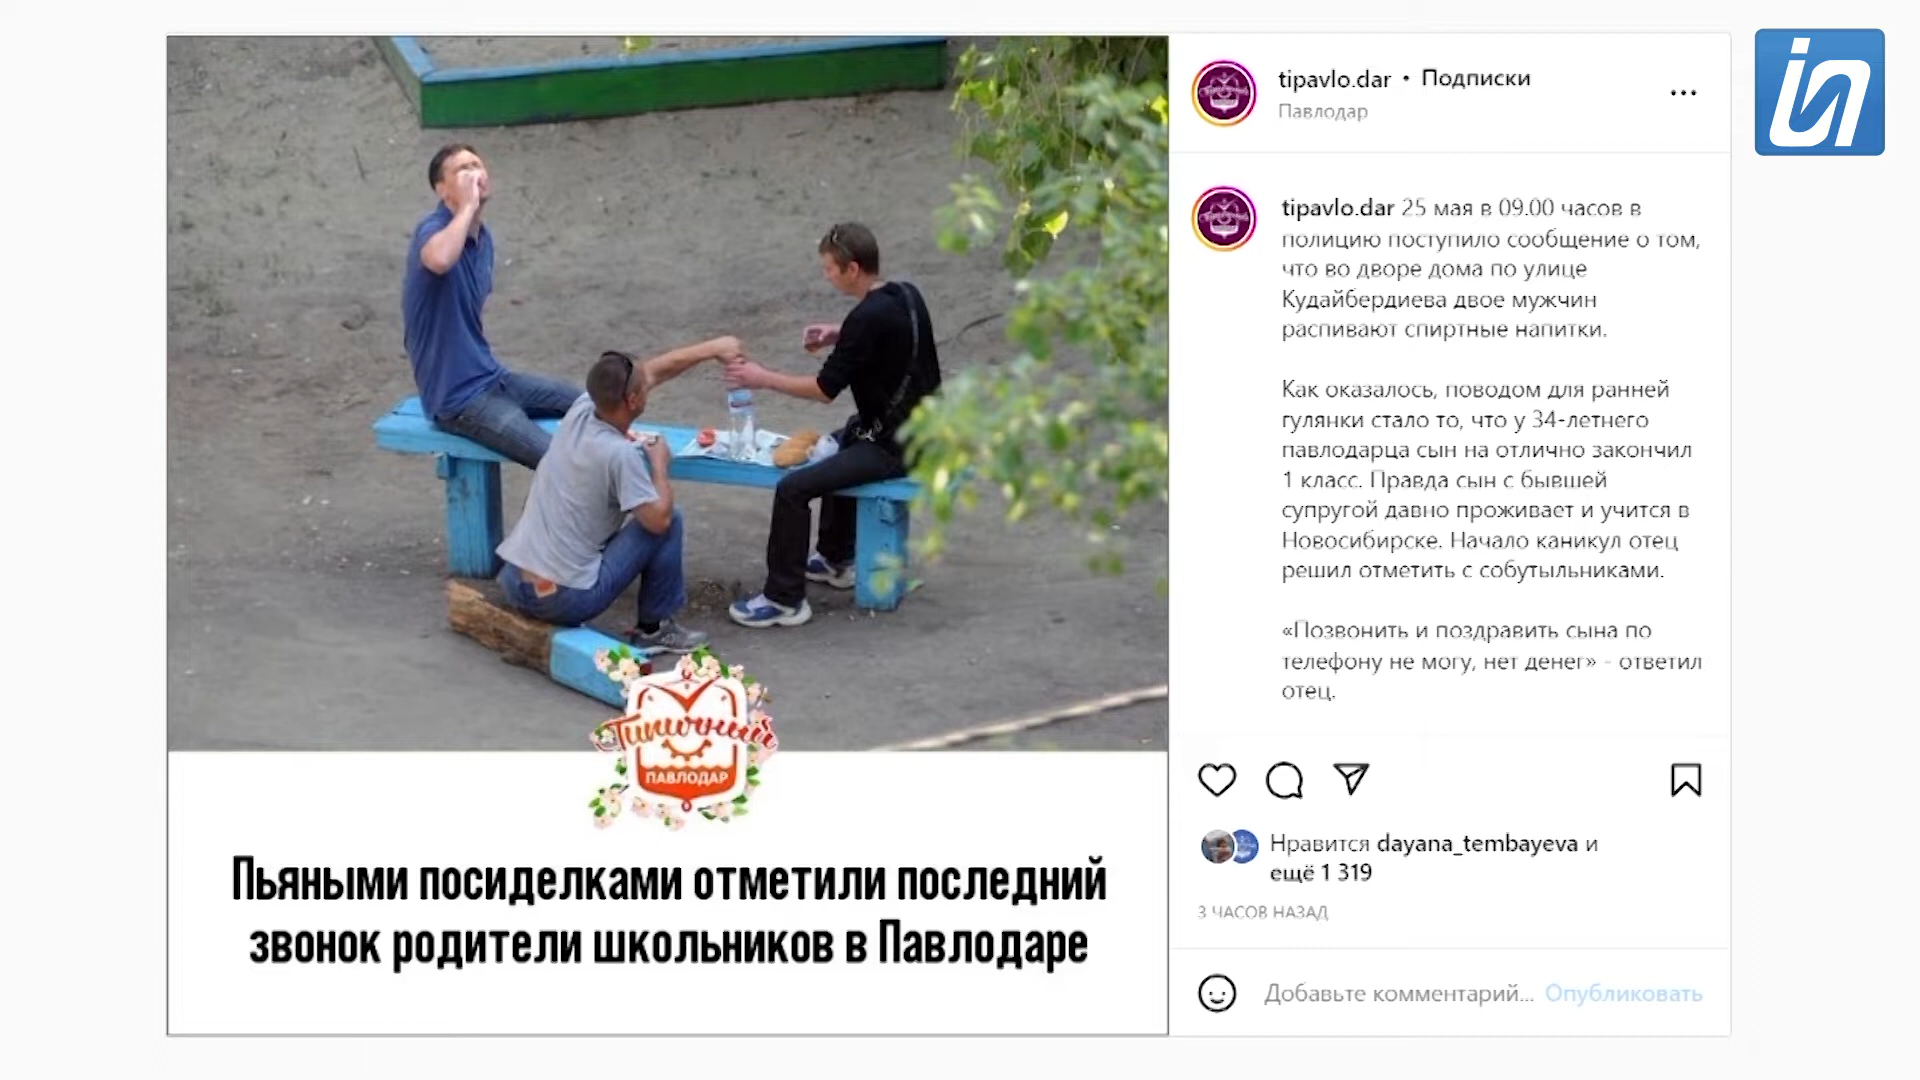 Типичный
ПАВЛОДАР
Пьяными посиделками отметили последний
звонок родители школьников в Павлодаре
tipavlo.dar • Подписки
Павлодар
tipavlo.dar 25 мая в 09.00 часов в
полицию поступило сообщение о том,
что во дворе дома по улице
Кудайбердиева двое мужчин
распивают спиртные напитки.
Как оказалось, поводом для ранней
гулянки стало то, что у 34-летнего
павлодарца сын на отлично закончил
1 класс. Правда сын с бывшей
супругой давно проживает и учится в
Новосибирске. Начало каникул отец
решил отметить с собутыльниками.
«Позвонить и поздравить сына по
телефону не могу, нет денег» - ответил
отец.
Нравится dayana_tembayeva и
ещё 1 319
3 ЧАСОВ НАЗАД
Добавьте комментарий... Опубликовать